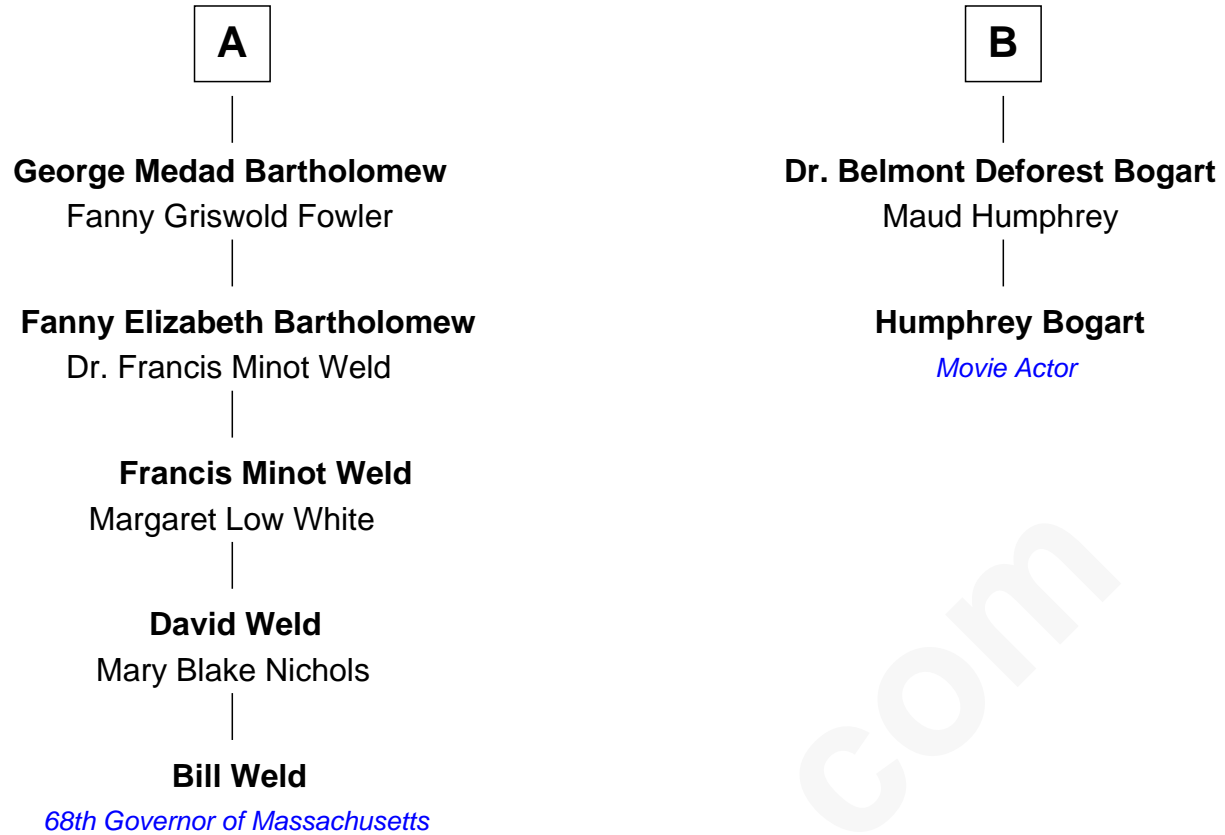 A
George Medad Bartholomew
Fanny Griswold Fowler
Fanny Elizabeth Bartholomew
Dr. Francis Minot Weld
Francis Minot Weld
Margaret Low White
David Weld
Mary Blake Nichols
Bill Weld
68th Governor of Massachusetts
B
Dr. Belmont Deforest Bogart
Maud Humphrey
Humphrey Bogart
Movie Actor
com